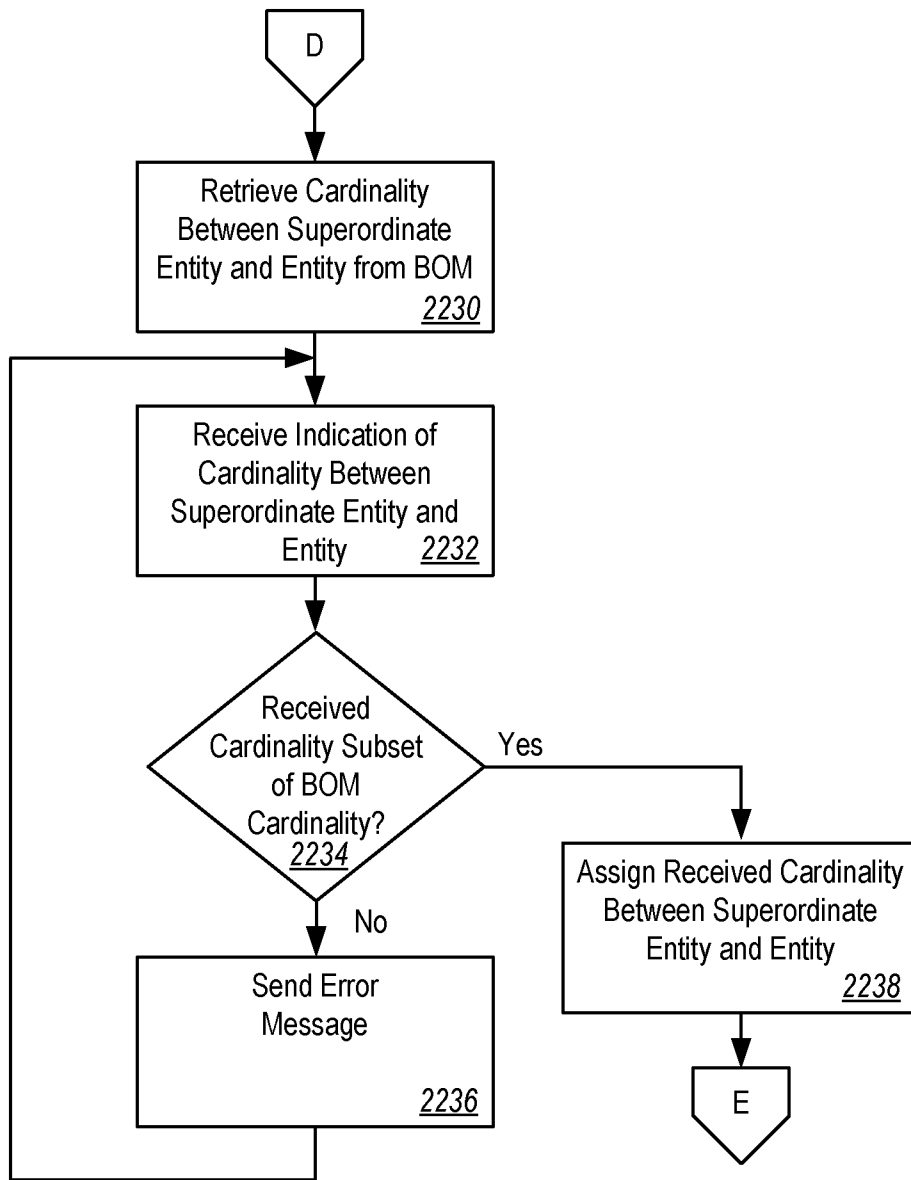 D
Retrieve Cardinality
Between Superordinate
Entity and Entity from BOM
2230
Receive Indication of
Cardinality Between
Superordinate Entity and
Entity 2232
Received
Cardinality Subset
of BOM
Cardinality?
2234
Yes
No
Send Error
Message
2236
Assign Received Cardinality
Between Superordinate
Entity and Entity
2238
E